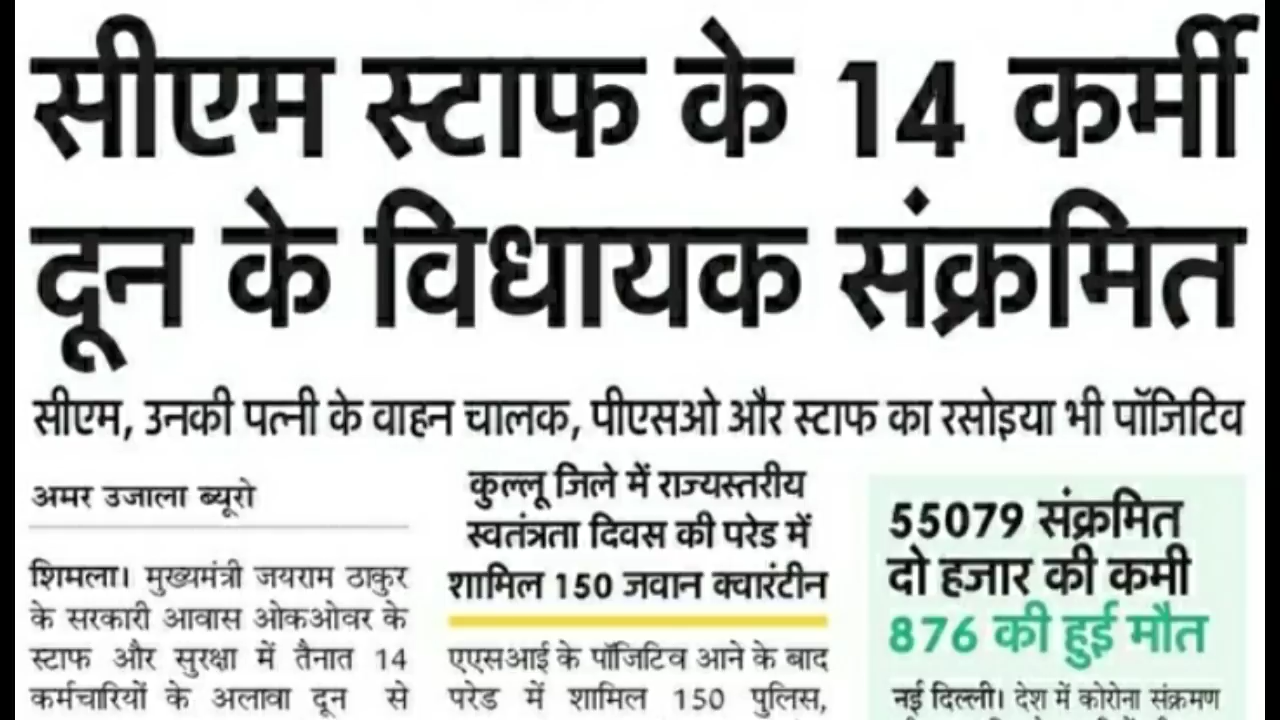 सीएम स्टाफ के 14 कर्मी
दून के विधायक संक्रमित
सीएम, उनकी पत्नी के वाहन चालक, पीएसओ और स्टाफ का रसोइया भी पॉजिटिव
अमर उजाला ब्यूरो
शिमला। मुख्यमंत्री जयराम ठाकुर
के सरकारी आवास ओकओवर के
स्टाफ और सुरक्षा में तैनात 14
कर्मचारियों के अलावा दून से
कुल्लू जिले में राज्यस्तरीय
स्वतंत्रता दिवस की परेड में
शामिल 150 जवान क्वारंटीन
एएसआई के पॉजिटिव आने के बाद
परेड में शामिल 150 पुलिस,
55079 संक्रमित
दो हजार की कमी
876 की हुई मौत
नई दिल्ली। देश में कोरोना संक्रमण